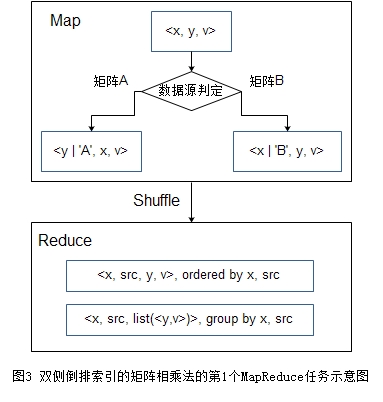 Map
<x, y, v>
矩阵A
数据源判定
矩阵B
<y | 'A', x, v>
<x | 'B', y, v>
Shuffle
Reduce
<x, src, y, v>, ordered by x, src
<x, src, list(<y,v>)>, group by x, src
图3 双侧倒排索引的矩阵相乘法的第1个MapReduce任务示意图